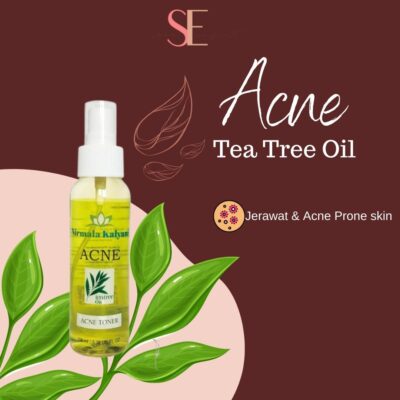 SE
Acne
Tea Tree Oil
Jerawat & Acne Prone skin
Nirmala Kalyani
ACNE
ACNE TONER